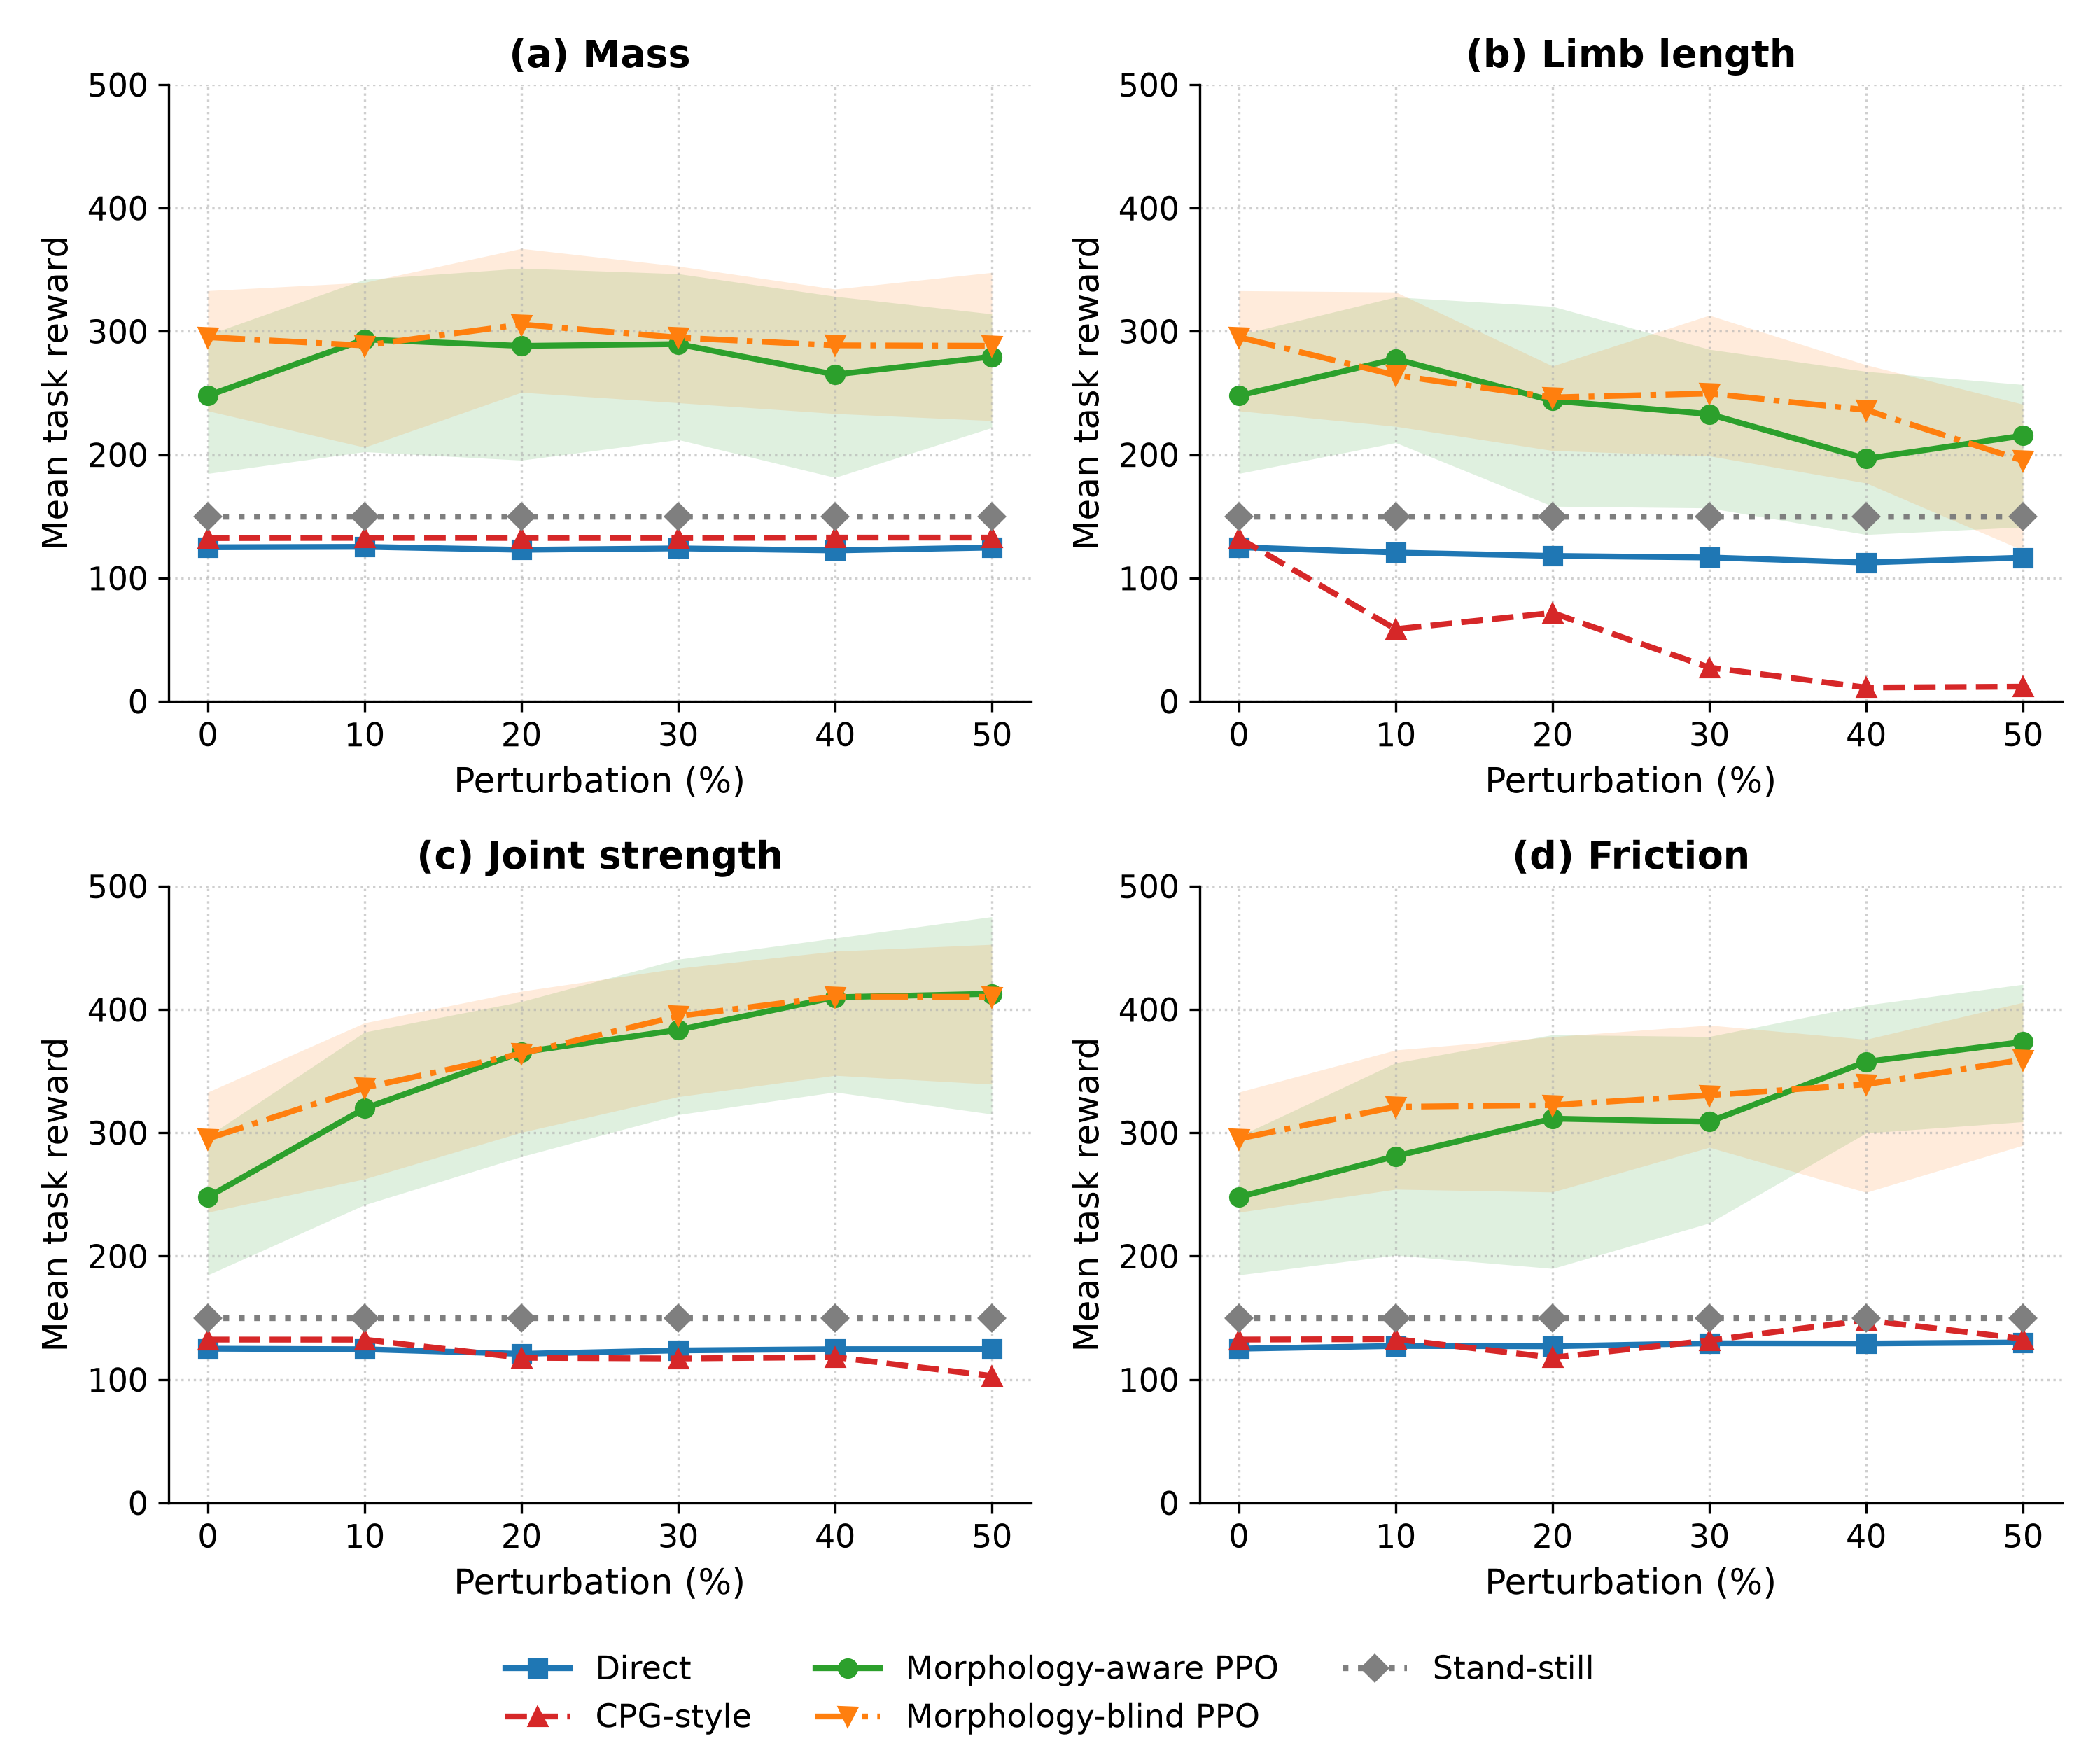 (a) Mass
Mean task reward
500
400
300
200
100
0
0 10 20 30 40 50
Perturbation (%)
(b) Limb length
Mean task reward
500
400
300
200
100
0
0 10 20 30 40 50
Perturbation (%)
(c) Joint strength
Mean task reward
500
400
300
200
100
0
0 10 20 30 40 50
Perturbation (%)
(d) Friction
Mean task reward
500
400
300
200
100
0
0 10 20 30 40 50
Perturbation (%)
Direct
CPG-style
Morphology-aware PPO
Morphology-blind PPO
Stand-still